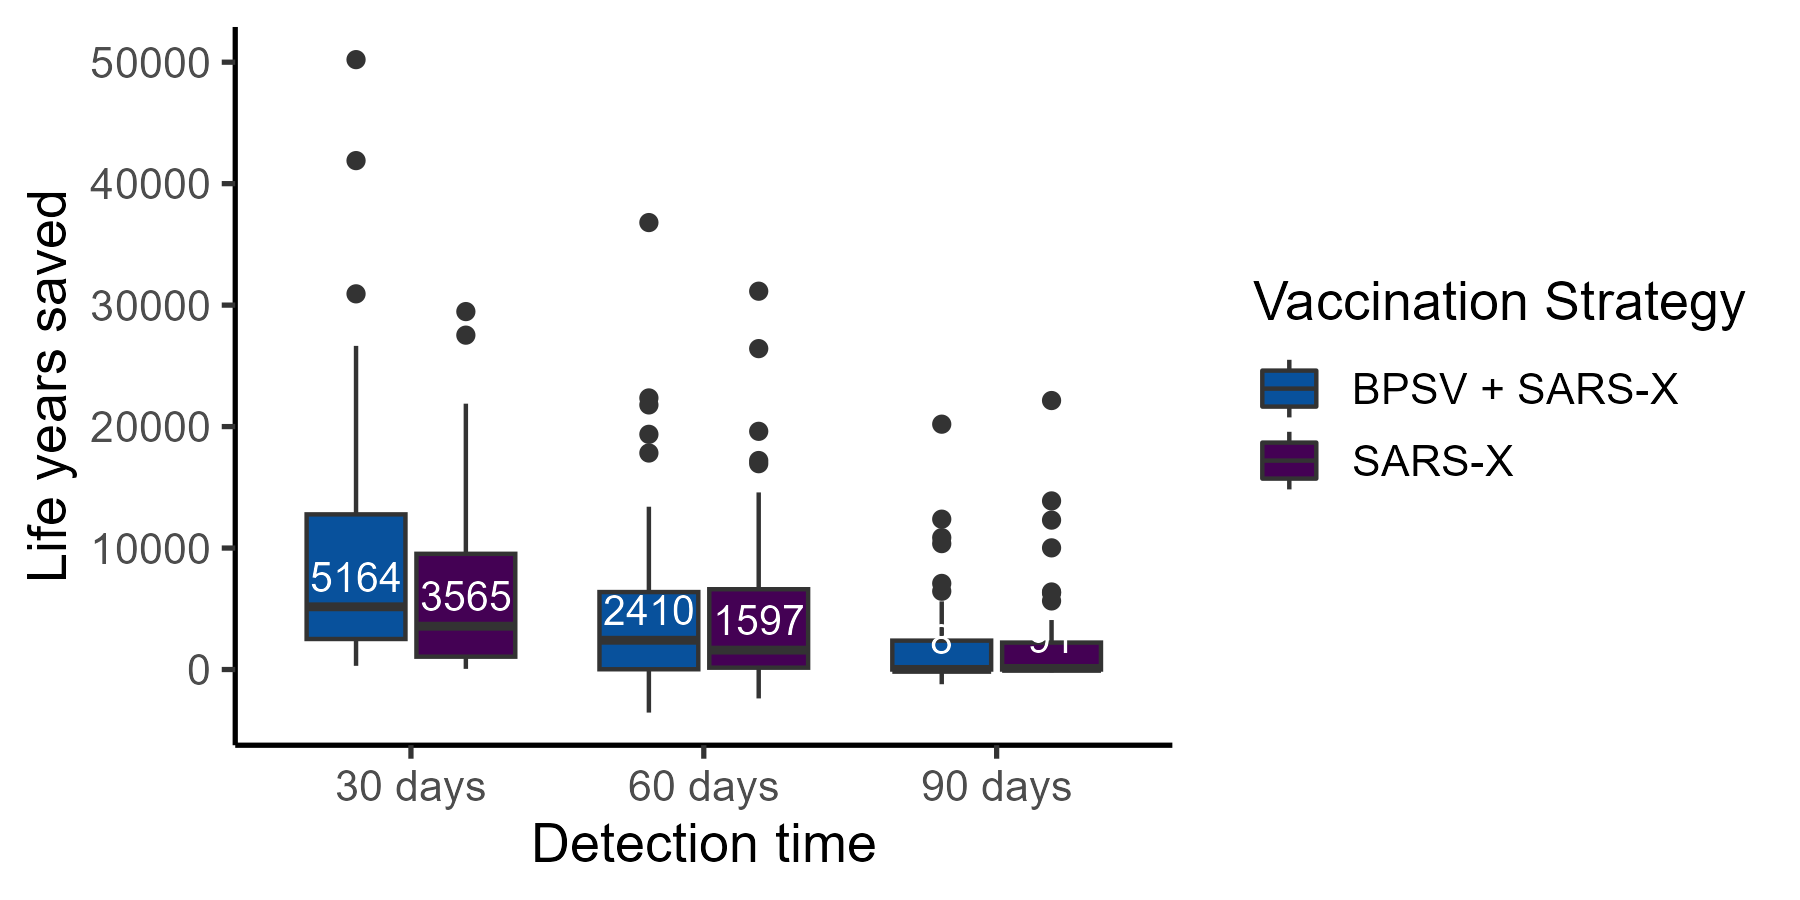 50000
40000
30000
20000
10000
0
Life years saved
5164
3565
2410
1597
30 days
60 days
90 days
Detection time
Vaccination Strategy
BPSV + SARS-X
SARS-X